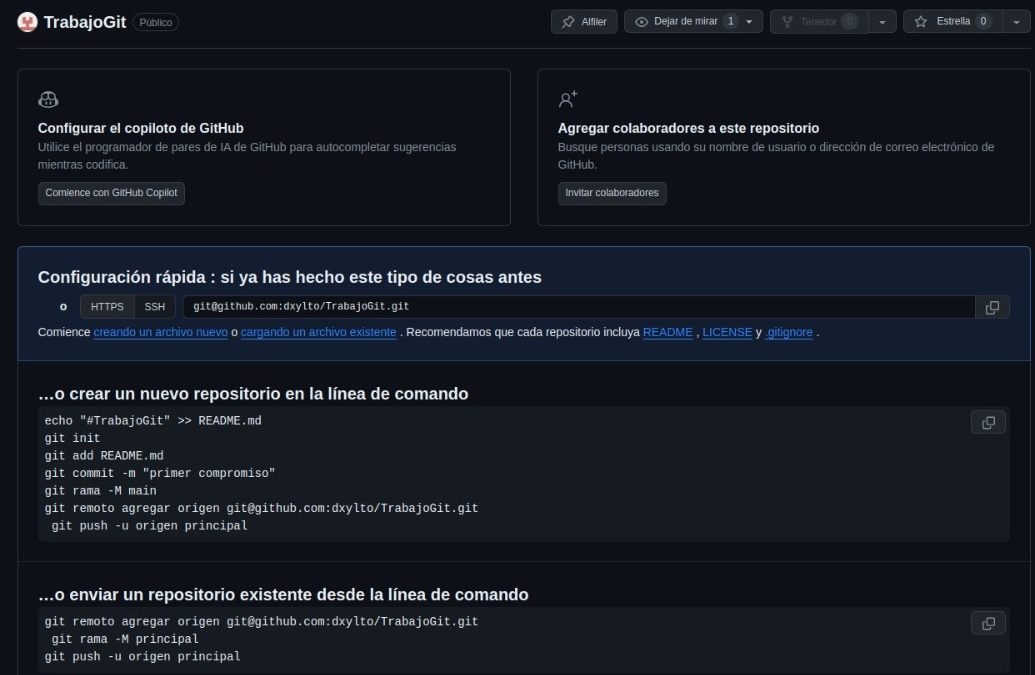 TrabajoGit Público Alfiler Dejar de mirar 1 Tenedor 0 Estrella 0
Configurar el copiloto de GitHub
Utilice el programador de pares de IA de GitHub para autocompletar sugerencias
mientras codifica.
Comience con GitHub Copilot
Agregar colaboradores a este repositorio
Busque personas usando su nombre de usuario o dirección de correo electrónico de
GitHub.
Invitar colaboradores
Configuración rápida : si ya has hecho este tipo de cosas antes
o HTTPS SSH git@github.com:dxylto/TrabajoGit.git
Comience creando un archivo nuevo o cargando un archivo existente . Recomendamos que cada repositorio incluya README , LICENSE y .gitignore .
…o crear un nuevo repositorio en la línea de comando
echo "#TrabajoGit" >> README.md
git init
git add README.md
git commit -m "primer compromiso"
git rama -M main
git remoto agregar origen git@github.com:dxylto/TrabajoGit.git
git push -u origen principal
…o enviar un repositorio existente desde la línea de comando
git remoto agregar origen git@github.com:dxylto/TrabajoGit.git
git rama -M principal
git push -u origen principal